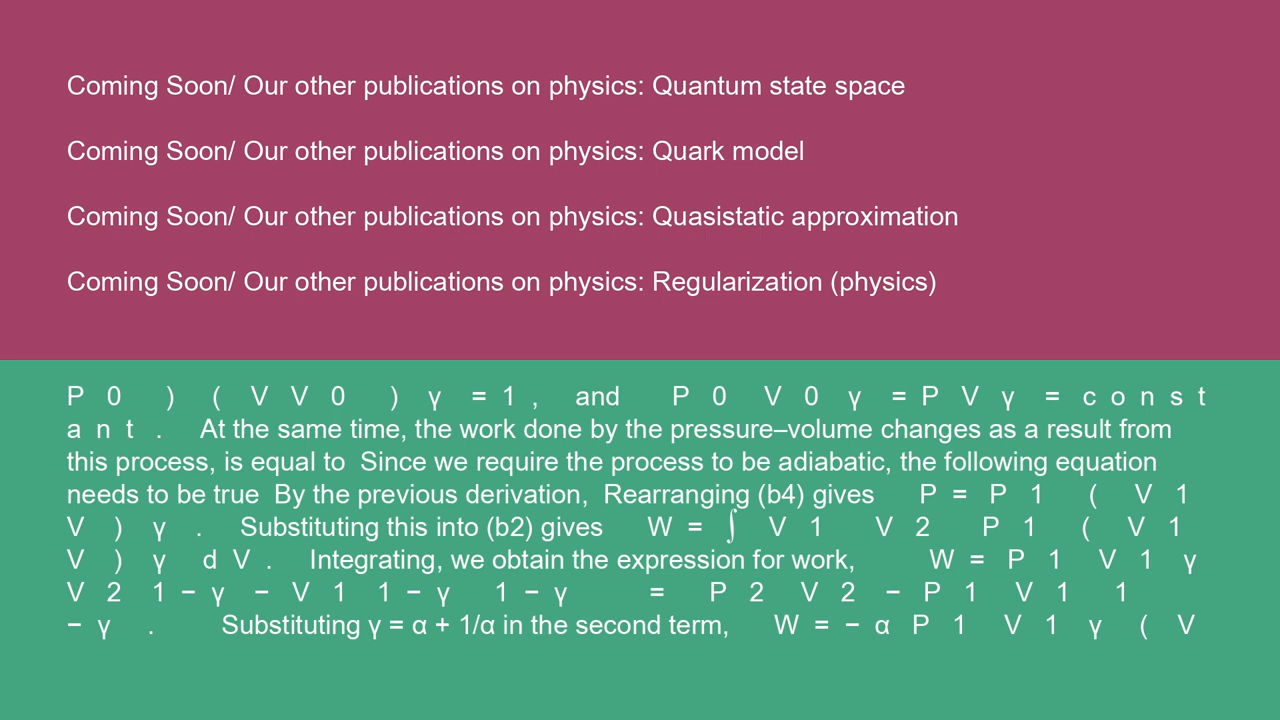 Coming Soon/ Our other publications on physics: Quantum state space
Coming Soon/ Our other publications on physics: Quark model
Coming Soon/ Our other publications on physics: Quasistatic approximation
Coming Soon/ Our other publications on physics: Regularization (physics)
P 0 ) ( V V 0 ) γ = 1 , and P 0 V 0 γ = P V γ = c o n s t
a n t . At the same time, the work done by the pressure–volume changes as a result from
this process, is equal to Since we require the process to be adiabatic, the following equation
needs to be true By the previous derivation, Rearranging (b4) gives P = P 1 ( V 1
V ) γ . Substituting this into (b2) gives W = ∫ V 1 V 2 P 1 ( V 1
V ) γ d V . Integrating, we obtain the expression for work, W = P 1 V 1 γ
V 2 1 − γ − V 1 1 − γ 1 − γ = P 2 V 2 − P 1 V 1 1
− γ . Substituting γ = α + 1/α in the second term, W = − α P 1 V 1 γ ( V